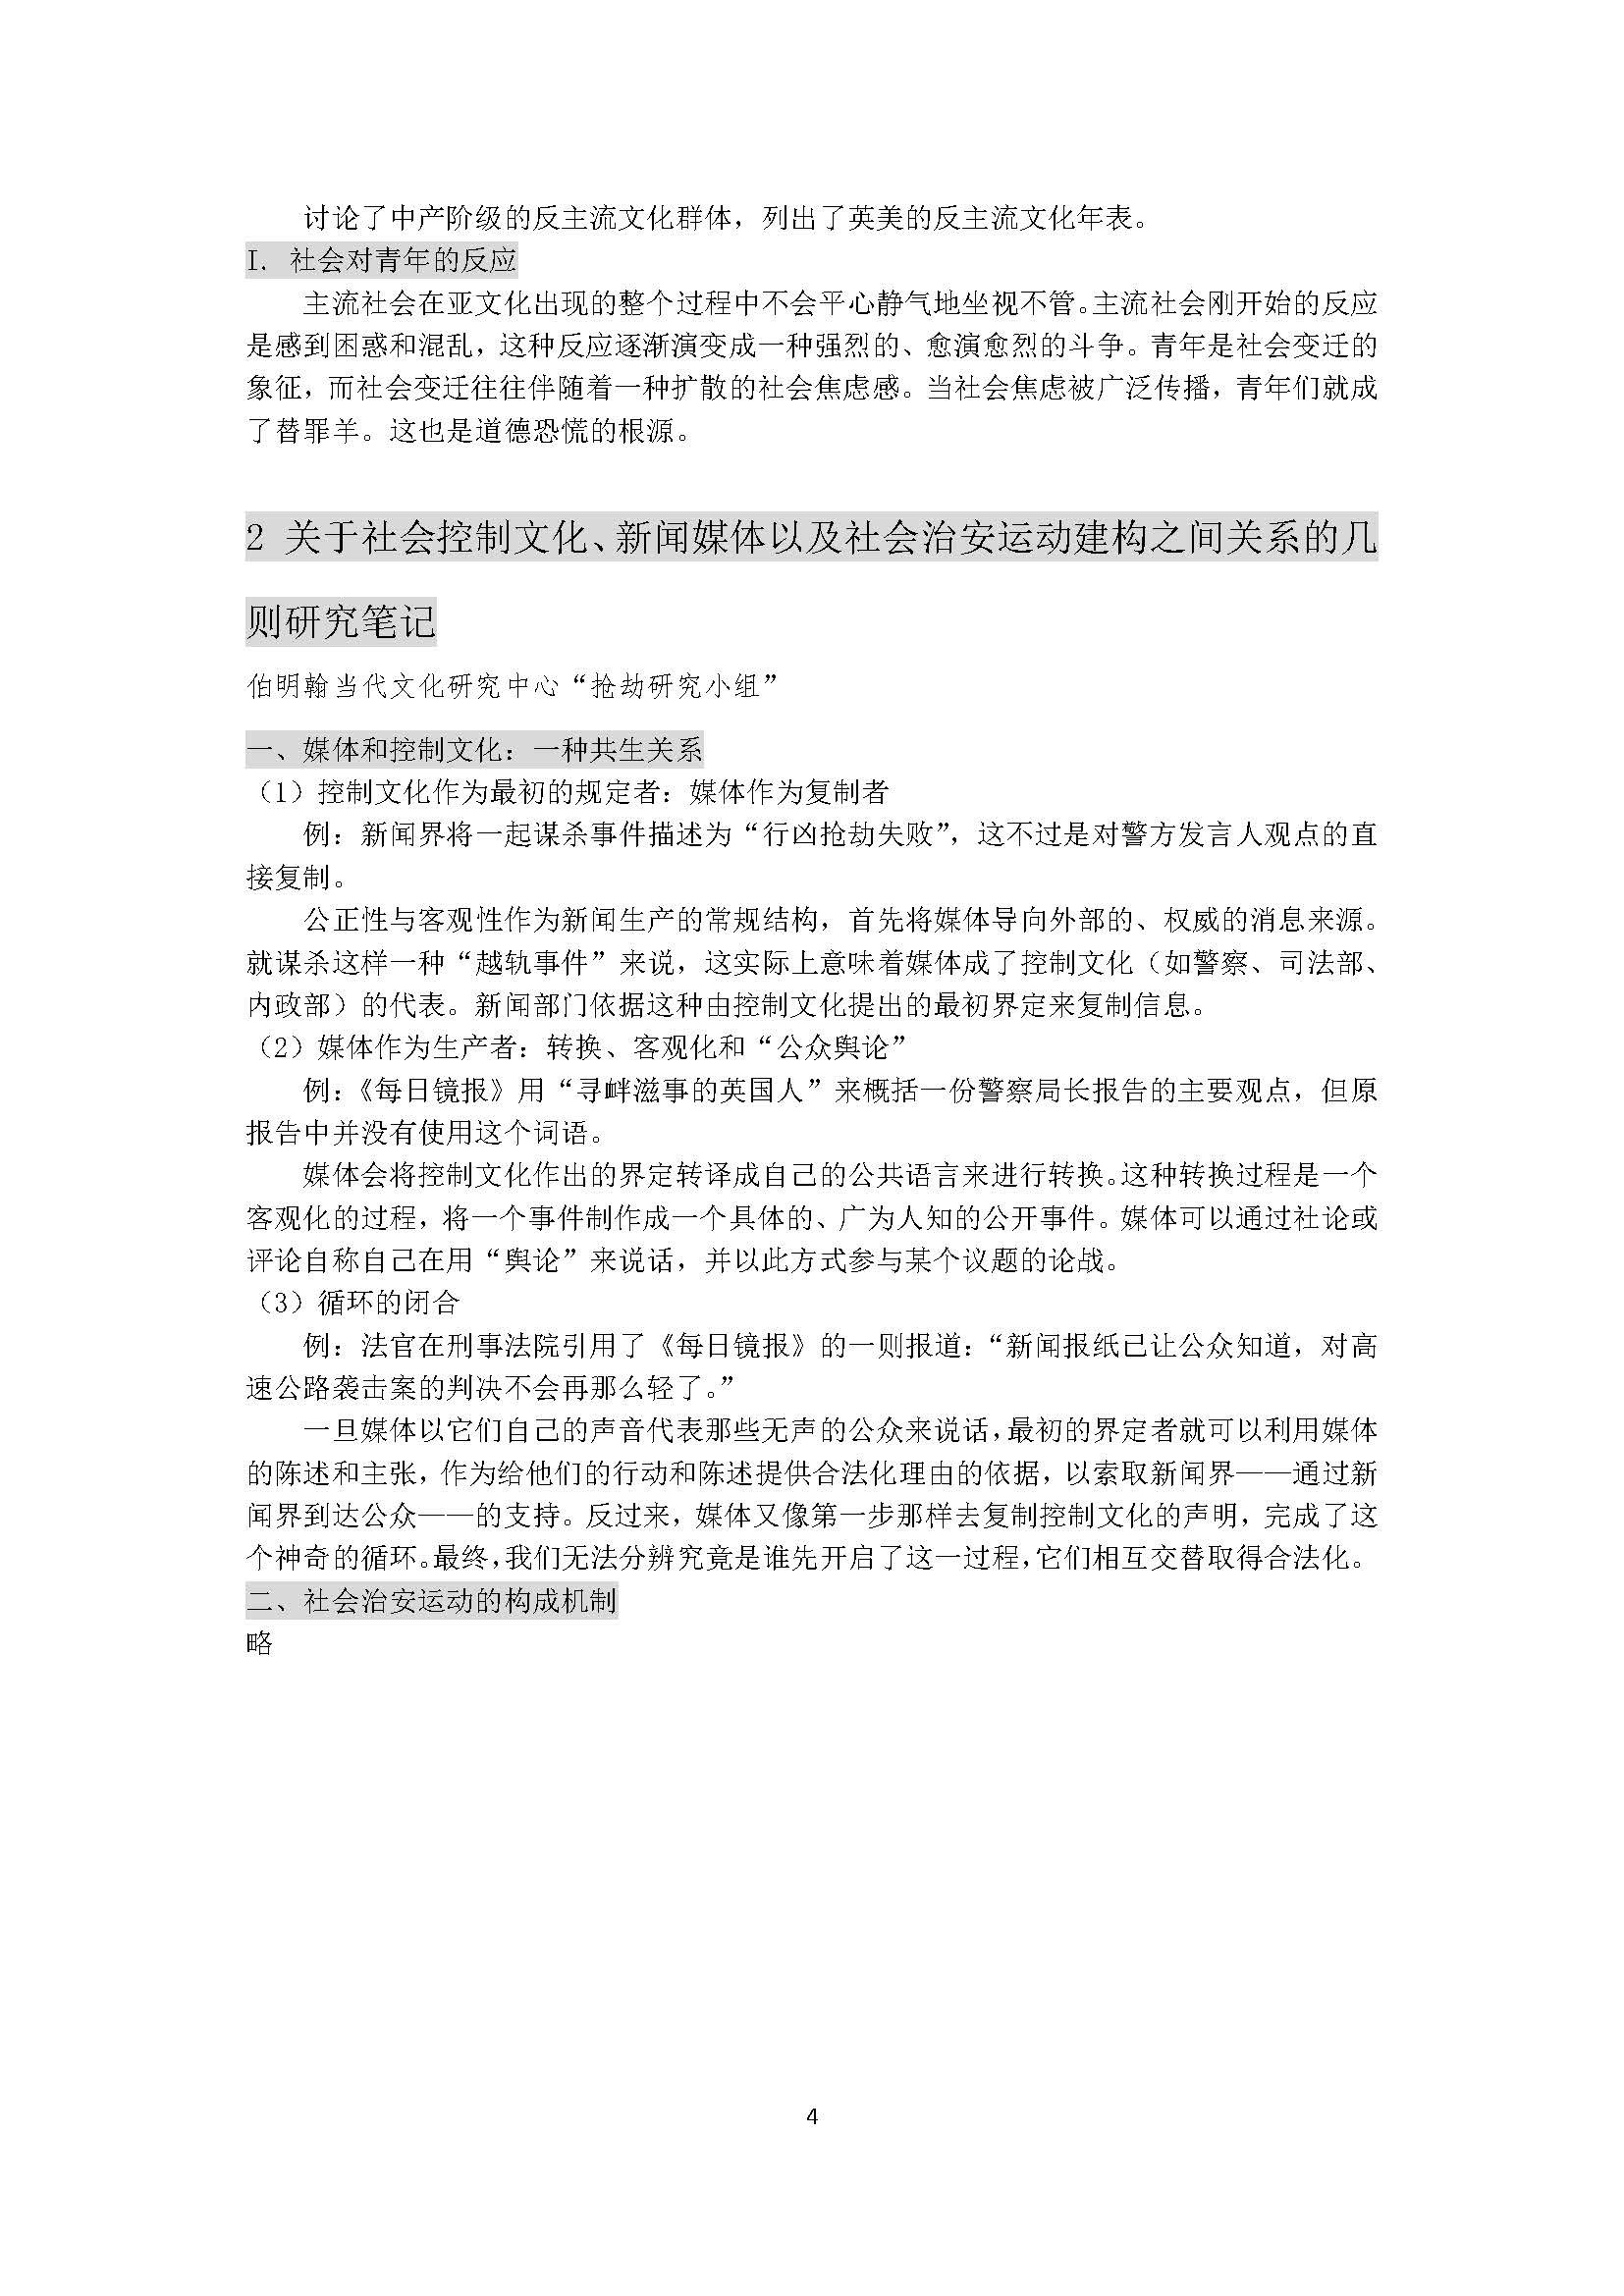 讨论了中产阶级的反主流文化群体，列出了英美的反主流文化年表。
I. 社会对青年的反应
主流社会在亚文化出现的整个过程中不会平心静气地坐视不管。主流社会刚开始的反应
是感到困惑和混乱，这种反应逐渐演变成一种强烈的、愈演愈烈的斗争。青年是社会变迁的
象征，而社会变迁往往伴随着一种扩散的社会焦虑感。当社会焦虑被广泛传播，青年们就成
了替罪羊。这也是道德恐慌的根源。
2 关于社会控制文化、新闻媒体以及社会治安运动建构之间关系的几
则研究笔记
伯明翰当代文化研究中心“抢劫研究小组”
一、媒体和控制文化：一种共生关系
（1）控制文化作为最初的规定者：媒体作为复制者
例：新闻界将一起谋杀事件描述为“行凶抢劫失败”，这不过是对警方发言人观点的直
接复制。
公正性与客观性作为新闻生产的常规结构，首先将媒体导向外部的、权威的消息来源。
就谋杀这样一种“越轨事件”来说，这实际上意味着媒体成了控制文化（如警察、司法部、
内政部）的代表。新闻部门依据这种由控制文化提出的最初界定来复制信息。
（2）媒体作为生产者：转换、客观化和“公众舆论”
例：《每日镜报》用“寻衅滋事的英国人”来概括一份警察局长报告的主要观点，但原
报告中并没有使用这个词语。
媒体会将控制文化作出的界定转译成自己的公共语言来进行转换。这种转换过程是一个
客观化的过程，将一个事件制作成一个具体的、广为人知的公开事件。媒体可以通过社论或
评论自称自己在用“舆论”来说话，并以此方式参与某个议题的论战。
（3）循环的闭合
例：法官在刑事法院引用了《每日镜报》的一则报道：“新闻报纸已让公众知道，对高
速公路袭击案的判决不会再那么轻了。”
一旦媒体以它们自己的声音代表那些无声的公众来说话，最初的界定者就可以利用媒体
的陈述和主张，作为给他们的行动和陈述提供合法化理由的依据，以索取新闻界——通过新
闻界到达公众——的支持。反过来，媒体又像第一步那样去复制控制文化的声明，完成了这
个神奇的循环。最终，我们无法分辨究竟是谁先开启了这一过程，它们相互交替取得合法化。
二、社会治安运动的构成机制
略
4